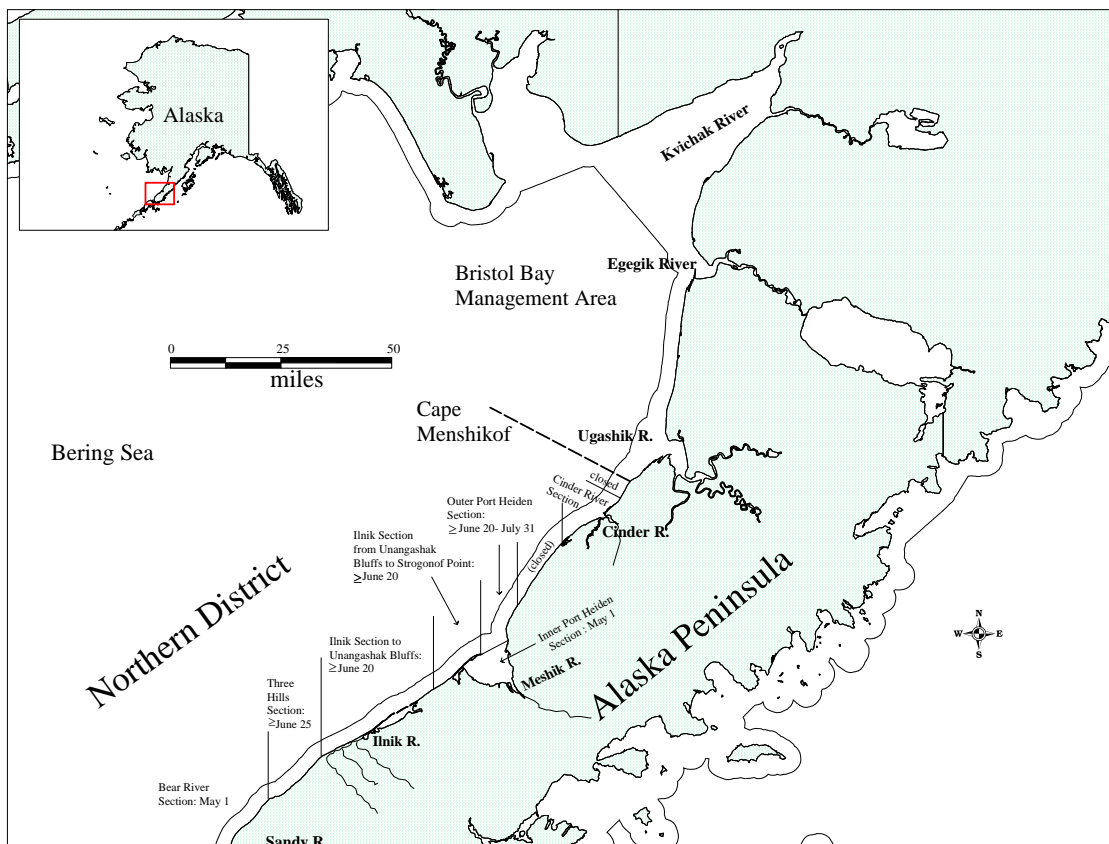 Alaska
Kvichak River
Egegik River
Bristol Bay
Management Area
0 25 50
miles
Cape
Menshikof
Ugashik R.
Bering Sea
closed
Cinder River
Section
Outer Port Heiden
Section:
≥June 20- July 31
Cinder R.
Ilnik Section
from Unangashak
Bluffs to Strogonof Point:
≥June 20
(closed)
Northern District
Alaska Peninsula
N
W E
S
Inner Port Heiden
Section : May 1
Ilnik Section to
Unangashak Bluffs:
≥June 20
Meshik R.
Three
Hills
Section:
≥June 25
Ilnik R.
Bear River
Section: May 1
Sandy R.